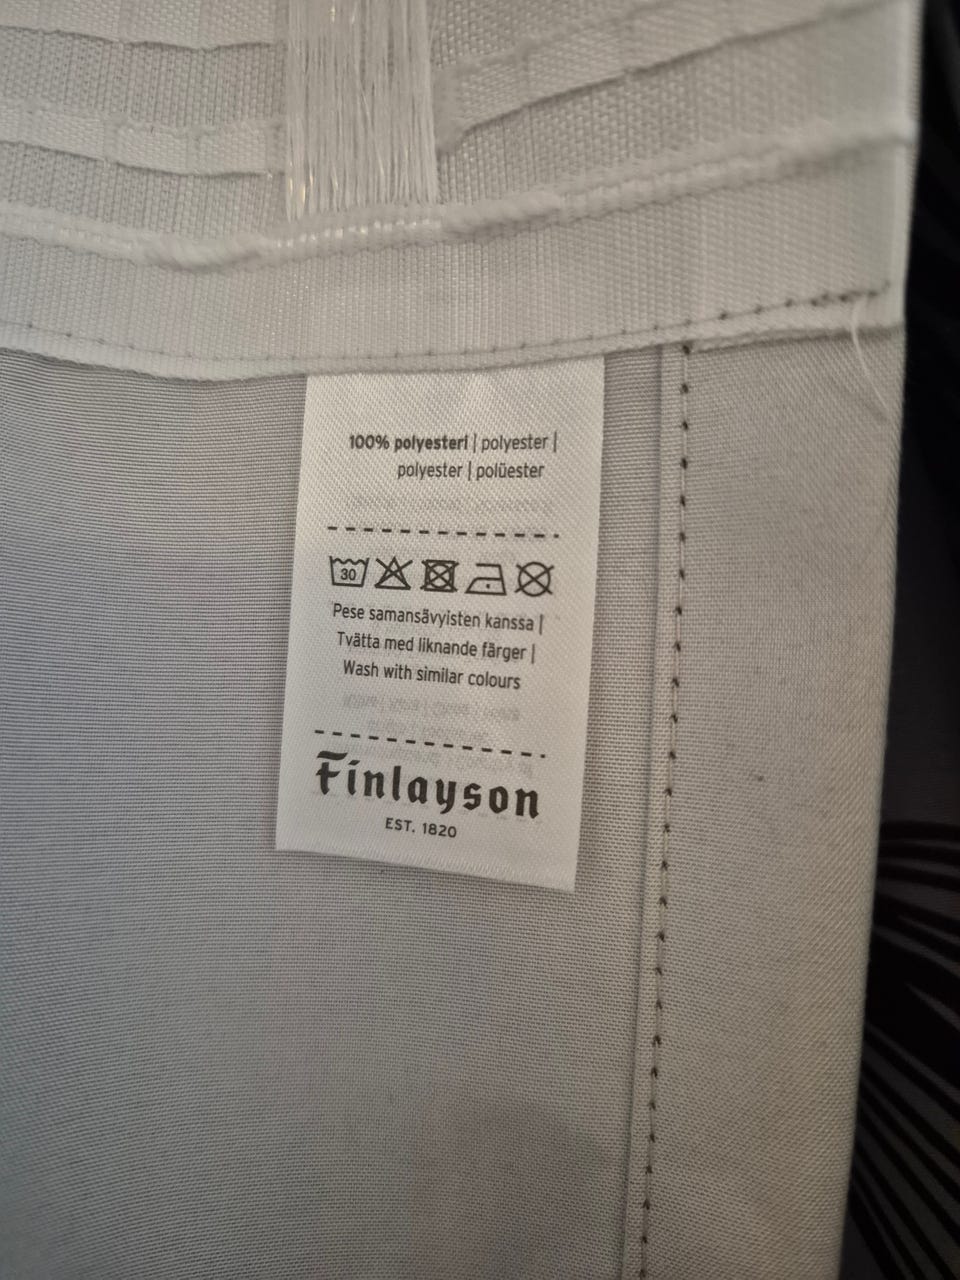 100% polyesteri | polyester |
polyester | polüester
30
Pese samansävyisten kanssa |
Tvätta med liknande färger |
Wash with similar colours
Finlayson
EST. 1820